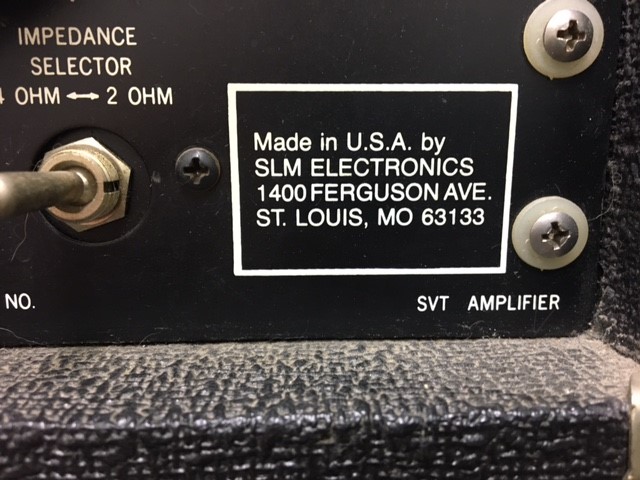 IMPEDANCE
SELECTOR
4 OHM ↔ 2 OHM
Made in U.S.A. by
SLM ELECTRONICS
1400 FERGUSON AVE.
ST. LOUIS, MO 63133
NO.
SVT AMPLIFIER